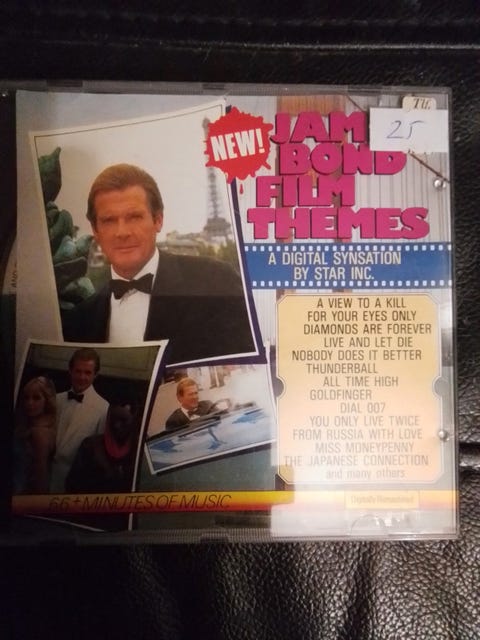 NEW!
JAM
BOND
FILM
THEMES
25
A DIGITAL SYNSATION
BY STAR INC.
A VIEW TO A KILL
FOR YOUR EYES ONLY
DIAMONDS ARE FOREVER
LIVE AND LET DIE
NOBODY DOES IT BETTER
THUNDERBALL
ALL TIME HIGH
GOLDFINGER
DIAL 007
YOU ONLY LIVE TWICE
FROM RUSSIA WITH LOVE
MISS MONEYPENNY
THE JAPANESE CONNECTION
and many others
66+ MINUTES OF MUSIC
Digitally Remastered